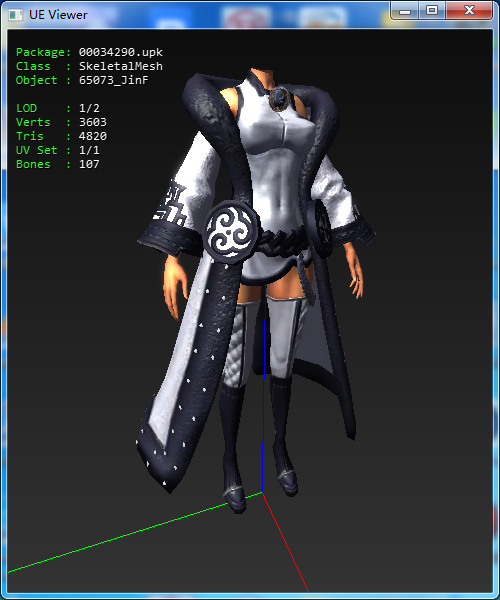 UE Viewer
Package: 00034290.upk
Class  : SkeletalMesh
Object : 65073_JinF
LOD    : 1/2
Verts  : 3603
Tris   : 4820
UV Set : 1/1
Bones  : 107